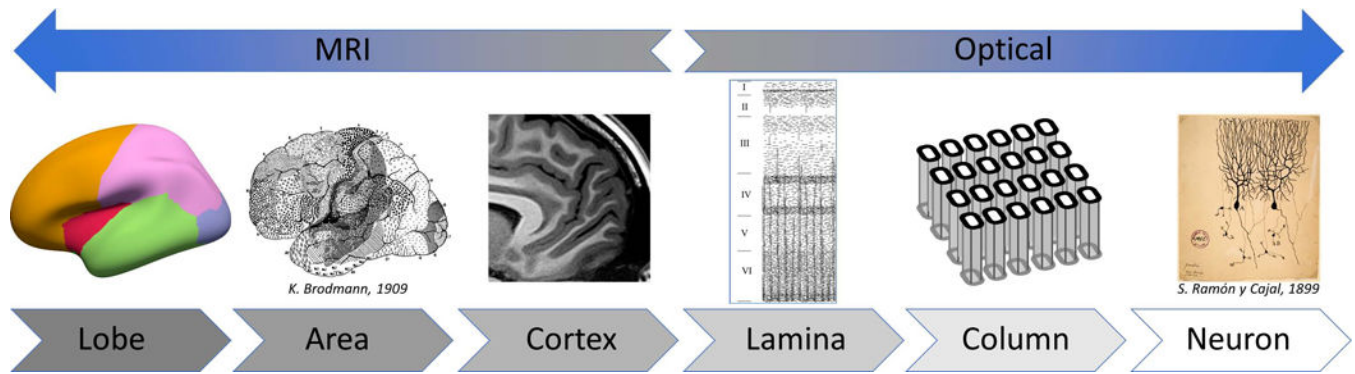 MRI
Optical
I
II
III
IV
V
VI
K. Brodmann, 1909
S. Ramón y Cajal, 1899
Lobe
Area
Cortex
Lamina
Column
Neuron